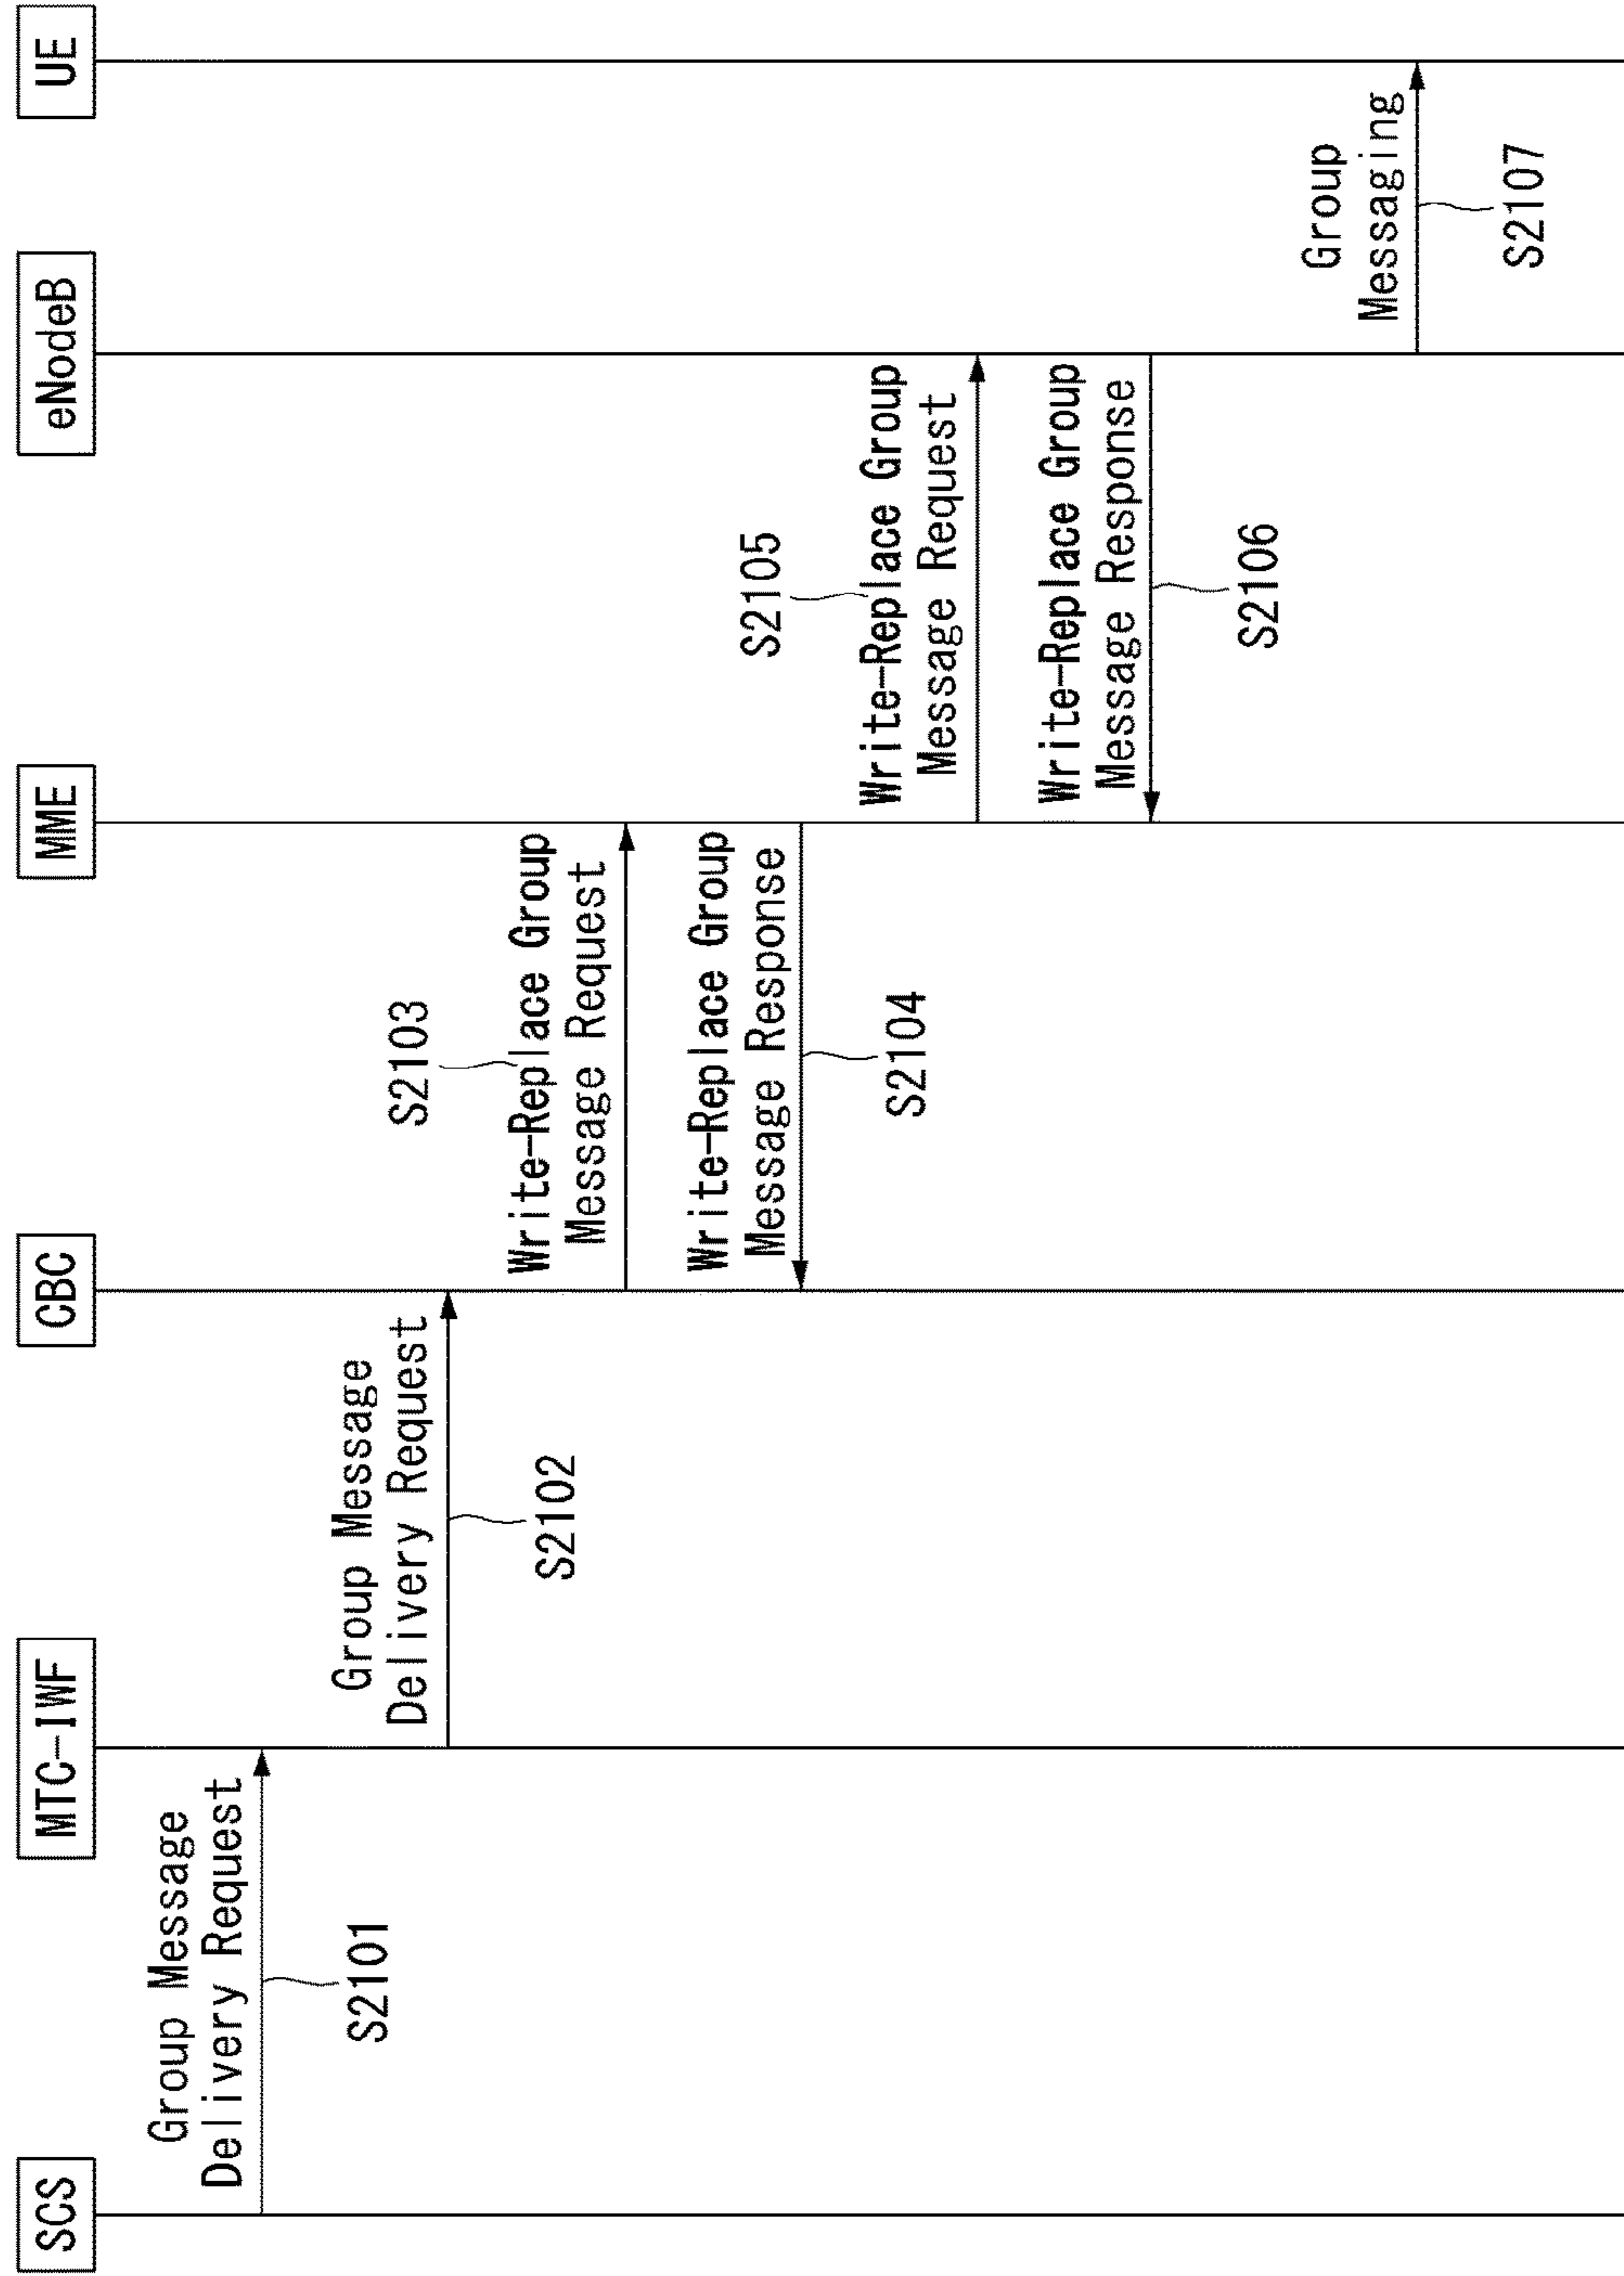 SCS
MTC-IWF
CBC
MME
eNodeB
UE
Group Message
Delivery Request
S2101
Group Message
Delivery Request
S2102
S2103
Write-Replace Group
Message Request
Write-Replace Group
Message Response
S2104
S2105
Write-Replace Group
Message Request
Write-Replace Group
Message Response
S2106
Group
Messaging
S2107